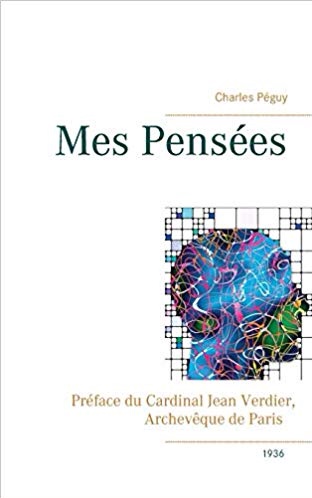 Charles Péguy
Mes Pensées
Préface du Cardinal Jean Verdier,
Archevêque de Paris
1936